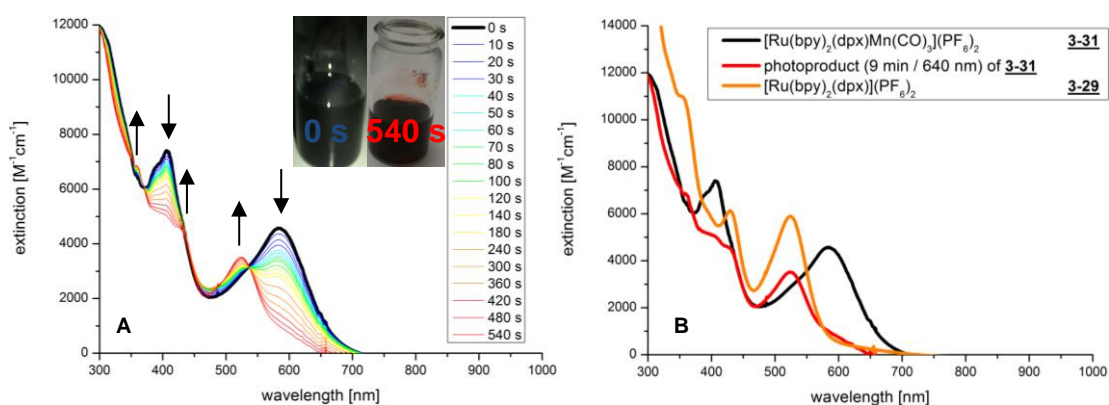 12000
10000
8000
6000
4000
2000
0
extinction [M⁻¹cm⁻¹]
300 400 500 600 700 800 900 1000
wavelength [nm]
A
0 s
540 s
0 s
10 s
20 s
30 s
40 s
50 s
60 s
70 s
80 s
100 s
120 s
140 s
180 s
240 s
300 s
360 s
420 s
480 s
540 s
14000
12000
10000
8000
6000
4000
2000
0
extinction [M⁻¹cm⁻¹]
300 400 500 600 700 800 900 1000
wavelength [nm]
B
[Ru(bpy)₂(dpx)Mn(CO)₃](PF₆)₂ 3-31
photoproduct (9 min / 640 nm) of 3-31
[Ru(bpy)₂(dpx)](PF₆)₂ 3-29